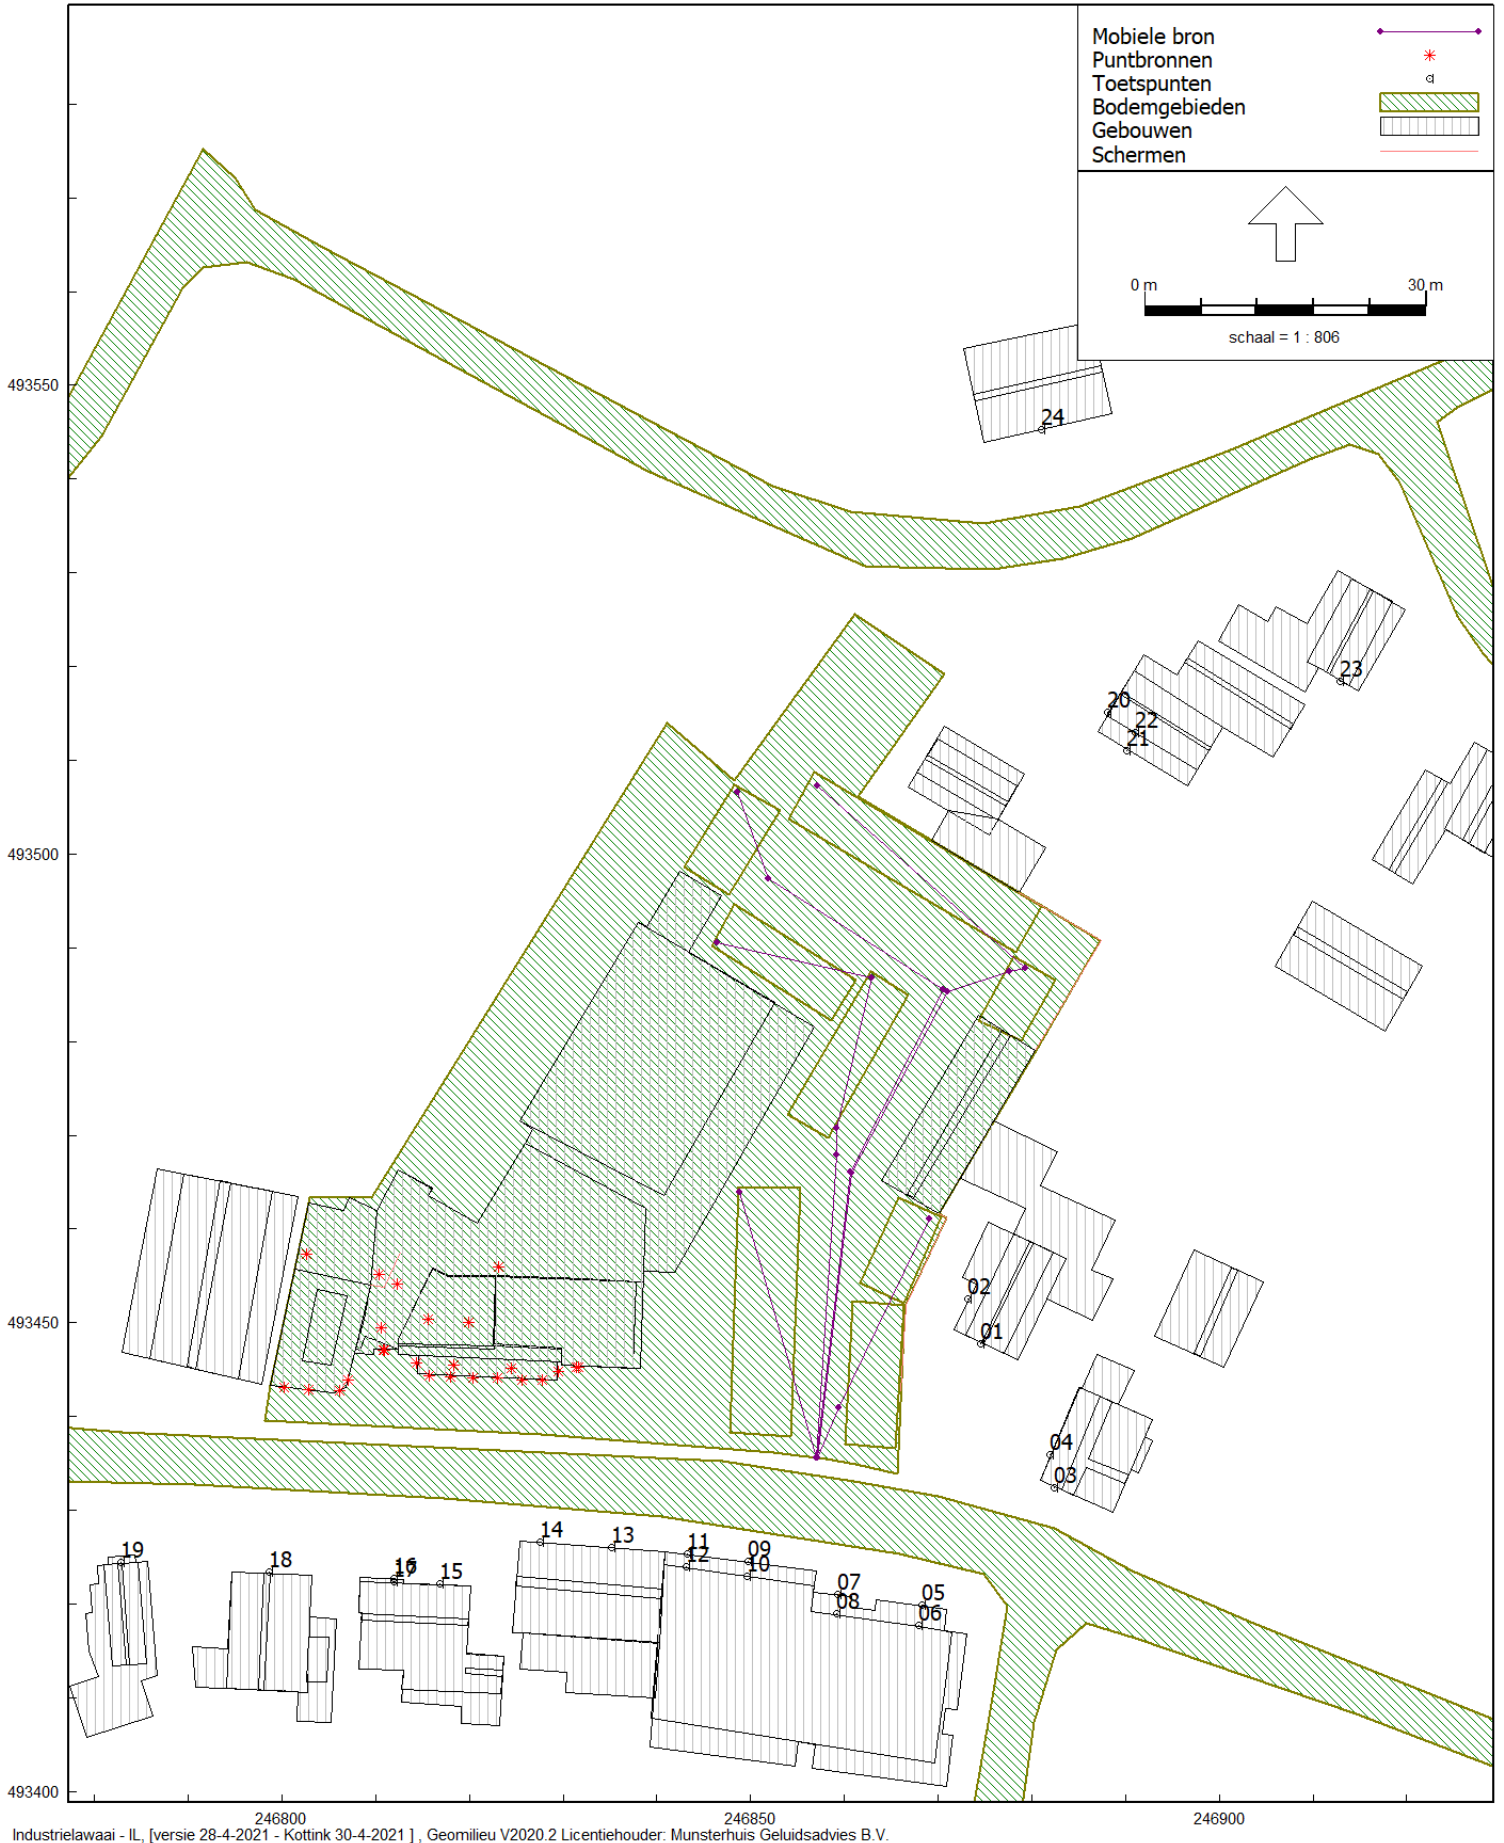 Mobiele bron
Puntbronnen
Toetspunten
Bodemgebieden
Gebouwen
Schermen
0 m 30 m
schaal = 1 : 806
493550
24
23
20
22
21
493500
02
493450
01
04
03
14
13
11
12
09
10
19
18
16
17
15
07
08
05
06
493400
246800 246850 246900
Industrielawaai - IL, [versie 28-4-2021 - Kottink 30-4-2021 ] , Geomilieu V2020.2 Licentiehouder: Munsterhuis Geluidsadvies B.V.